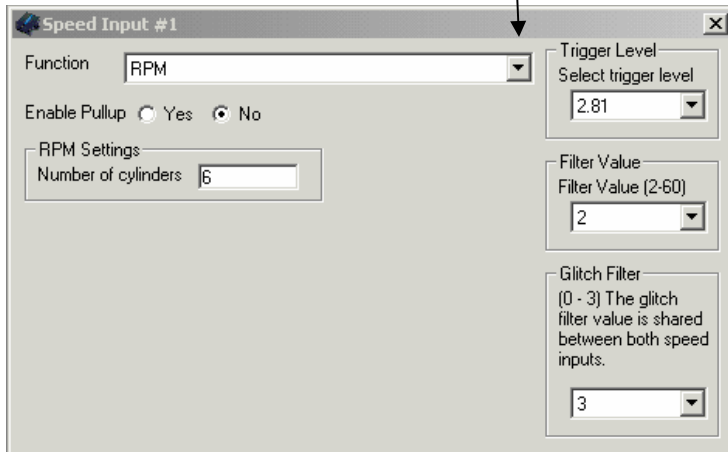 Speed Input #1
Function RPM
Enable Pullup Yes No
RPM Settings
Number of cylinders 6
Trigger Level
Select trigger level
2.81
Filter Value
Filter Value (2-60)
2
Glitch Filter
(0 - 3) The glitch
filter value is shared
between both speed
inputs.
3